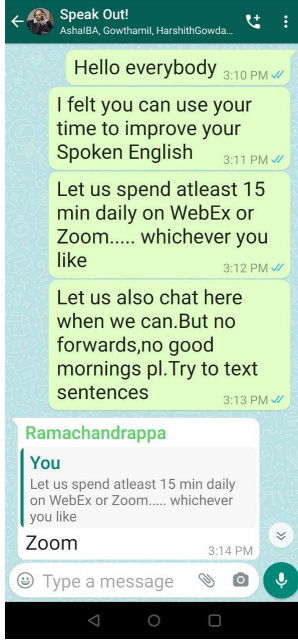 Speak Out!
AshaIBA, Gowthamil, HarshithGowda...
Hello everybody 3:10 PM
I felt you can use your
time to improve your
Spoken English 3:11 PM
Let us spend atleast 15
min daily on WebEx or
Zoom..... whichever you
like 3:12 PM
Let us also chat here
when we can.But no
forwards,no good
mornings pl.Try to text
sentences 3:13 PM
Ramachandrappa
You
Let us spend atleast 15 min daily
on WebEx or Zoom..... whichever
you like
Zoom 3:14 PM
Type a message